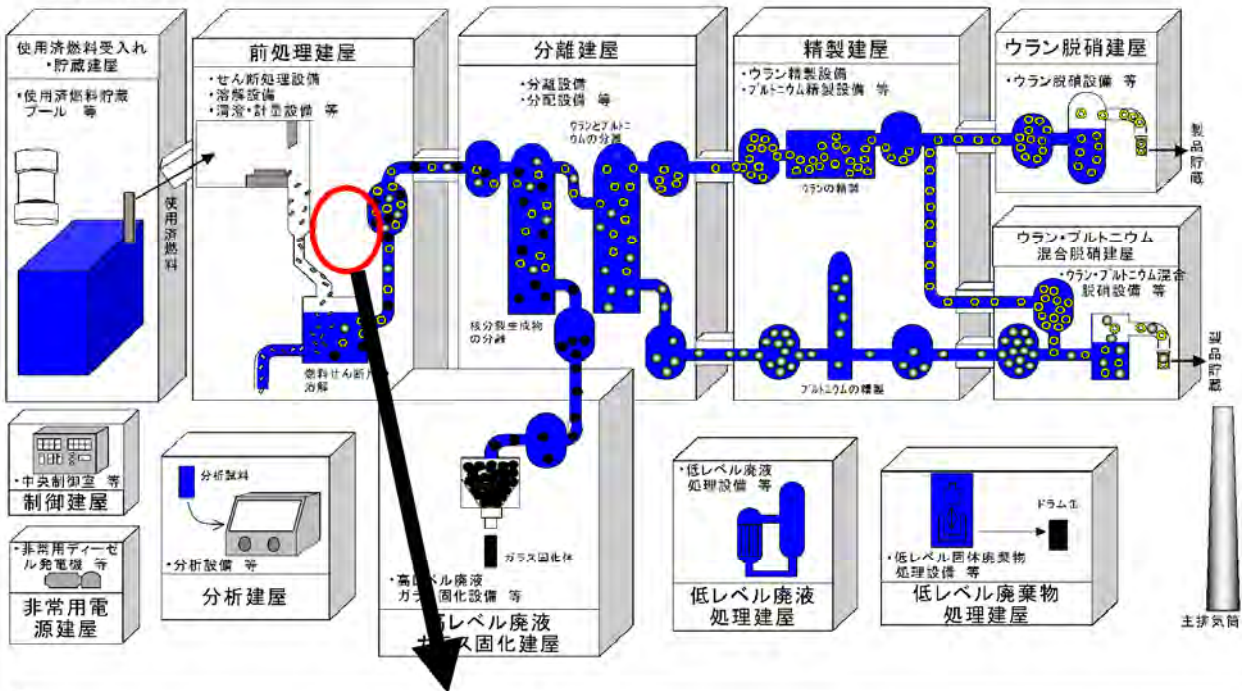 使用済燃料受入れ
・貯蔵建屋
・使用済燃料貯蔵
プール 等
使用済燃料
前処理建屋
・せん断処理設備
・溶解設備
・清澄・計量設備 等
燃料せん断片
溶解
分離建屋
・分離設備
・分配設備 等
ウランとプルトニ
ウムの分離
核分裂生成物
の分離
精製建屋
・ウラン精製設備
・プルトニウム精製設備 等
ウランの精製
プルトニウムの精製
ウラン脱硝建屋
・ウラン脱硝設備 等
製品貯蔵
ウラン・プルトニウム
混合脱硝建屋
・ウラン・プルトニウム混合
脱硝設備 等
製品貯蔵
・中央制御室 等
制御建屋
・非常用ディーゼ
ル発電機 等
非常用電
源建屋
分析試料
・分析設備 等
分析建屋
ガラス固化体
・高レベル廃液
ガラ 固化設備 等
レベル廃液
ス固化建屋
・低レベル廃液
処理設備 等
低レベル廃液
処理建屋
ドラム缶
・低レベル固体廃棄物
処理設備 等
低レベル廃棄物
処理建屋
主排気筒